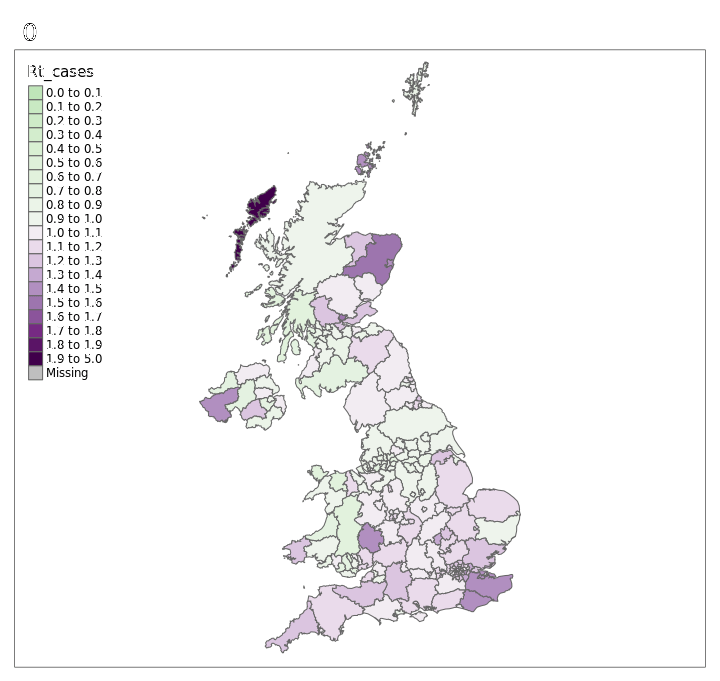 0
Rt_cases
0.0 to 0.1
0.1 to 0.2
0.2 to 0.3
0.3 to 0.4
0.4 to 0.5
0.5 to 0.6
0.6 to 0.7
0.7 to 0.8
0.8 to 0.9
0.9 to 1.0
1.0 to 1.1
1.1 to 1.2
1.2 to 1.3
1.3 to 1.4
1.4 to 1.5
1.5 to 1.6
1.6 to 1.7
1.7 to 1.8
1.8 to 1.9
1.9 to 5.0
Missing